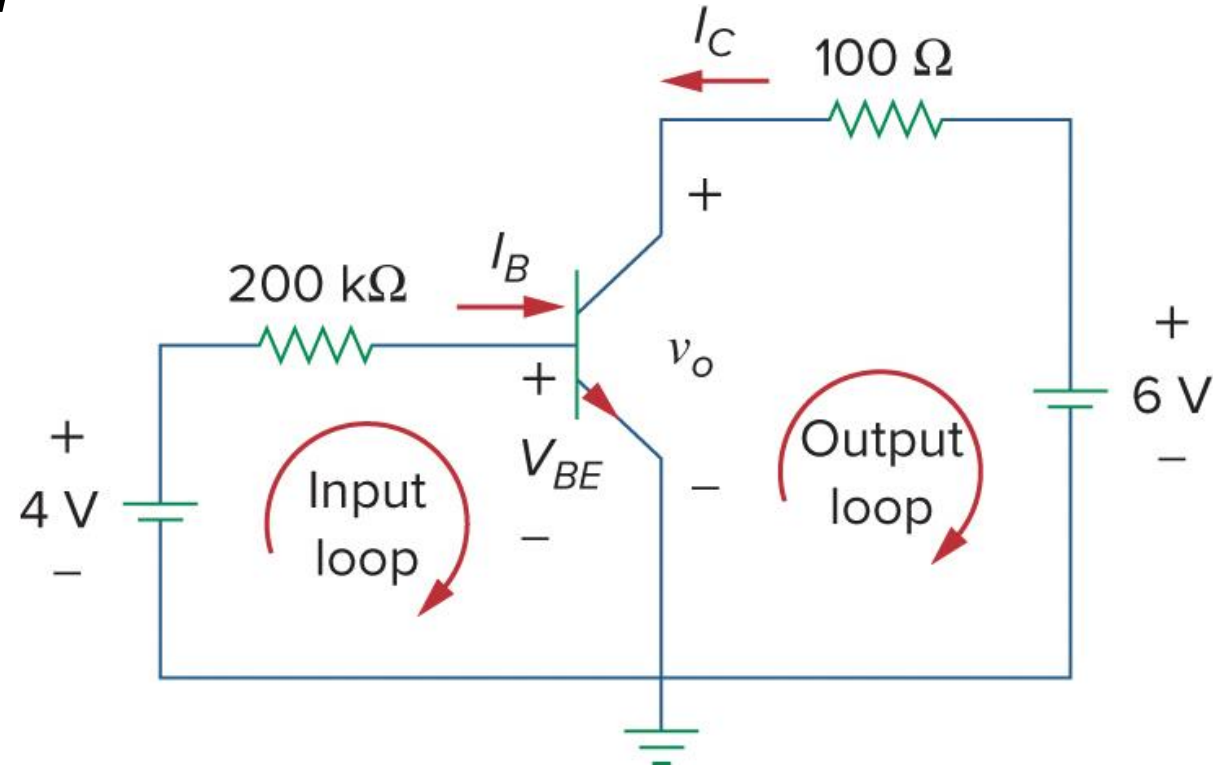 I_C
100 Ω
+
I_B
200 kΩ
+
v_o
+
6 V
−
+
4 V
−
V_BE
−
−
Input
loop
Output
loop